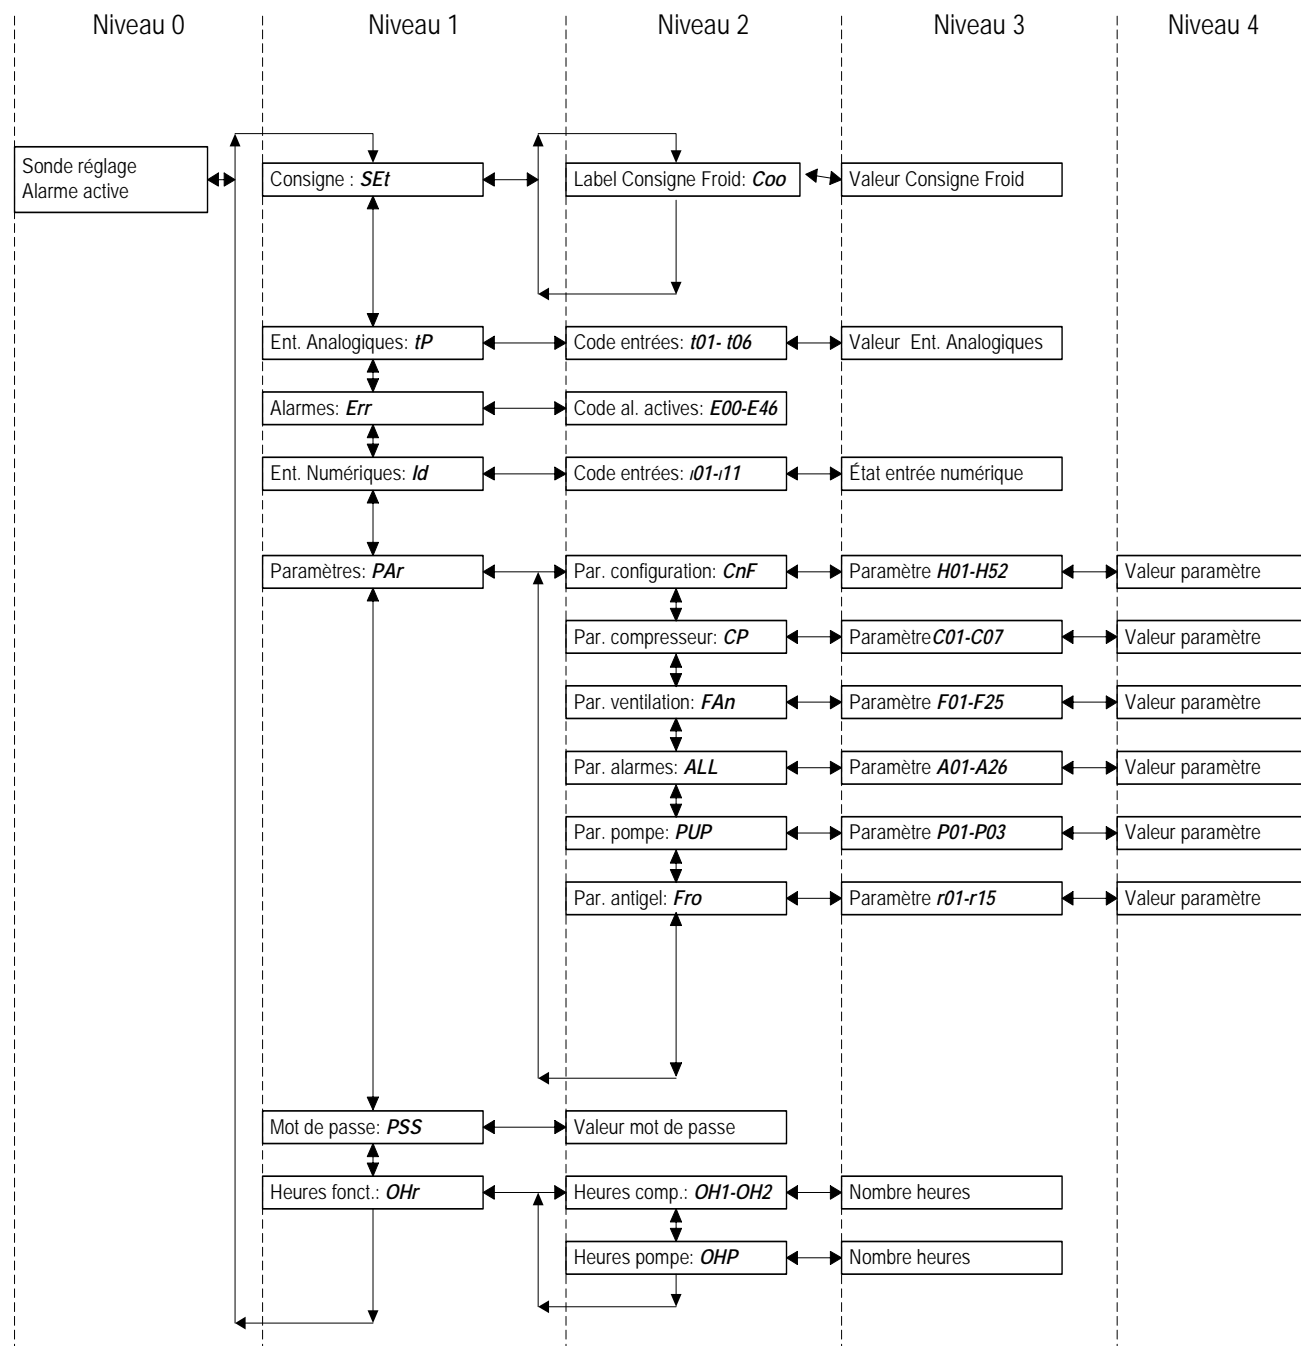 Niveau 0 Niveau 1 Niveau 2 Niveau 3 Niveau 4
Sonde réglage
Alarme active
Consigne : SEt
Label Consigne Froid: Coo
Valeur Consigne Froid
Ent. Analogiques: tP
Code entrées: t01- t06
Valeur Ent. Analogiques
Alarmes: Err
Code al. actives: E00-E46
Ent. Numériques: Id
Code entrées: ı01-ı11
État entrée numérique
Paramètres: PAr
Par. configuration: CnF
Paramètre H01-H52
Valeur paramètre
Par. compresseur: CP
ParamètreC01-C07
Valeur paramètre
Par. ventilation: FAn
Paramètre F01-F25
Valeur paramètre
Par. alarmes: ALL
Paramètre A01-A26
Valeur paramètre
Par. pompe: PUP
Paramètre P01-P03
Valeur paramètre
Par. antigel: Fro
Paramètre r01-r15
Valeur paramètre
Mot de passe: PSS
Valeur mot de passe
Heures fonct.: OHr
Heures comp.: OH1-OH2
Nombre heures
Heures pompe: OHP
Nombre heures